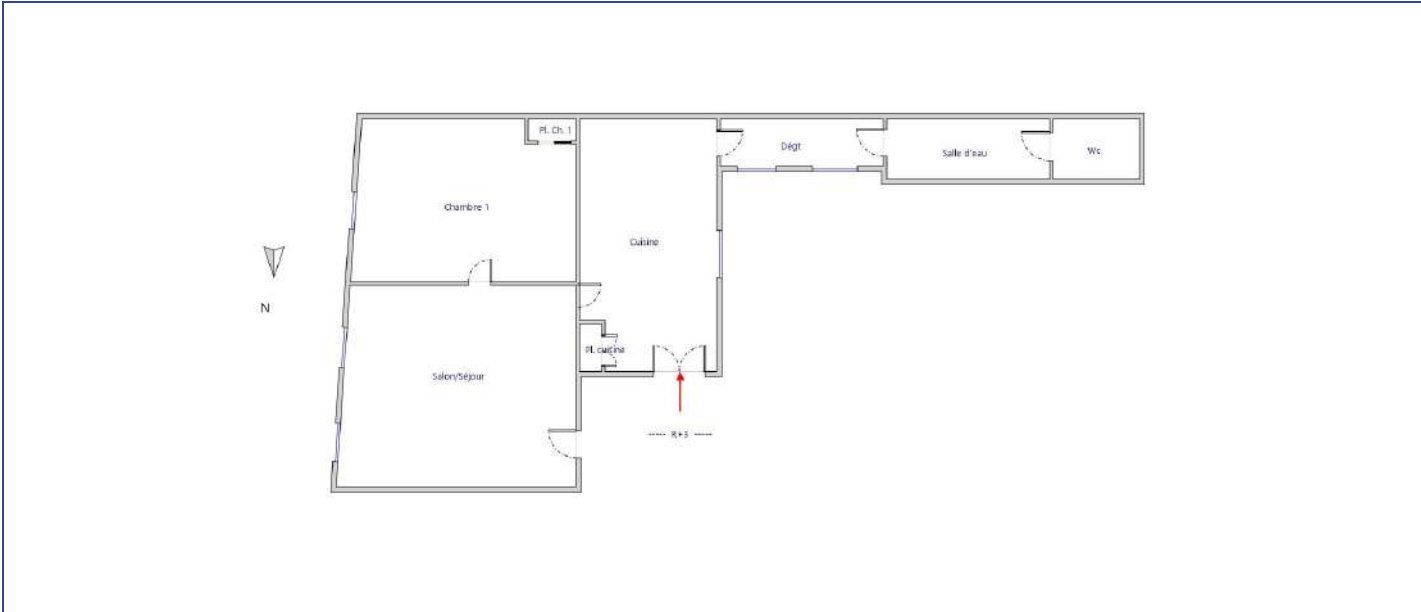 Pl. Ch. 1
Dégt
Salle d'eau
Wc
Chambre 1
Cuisine
N
Pl. cuisine
Salon/Séjour
----- R+3 -----